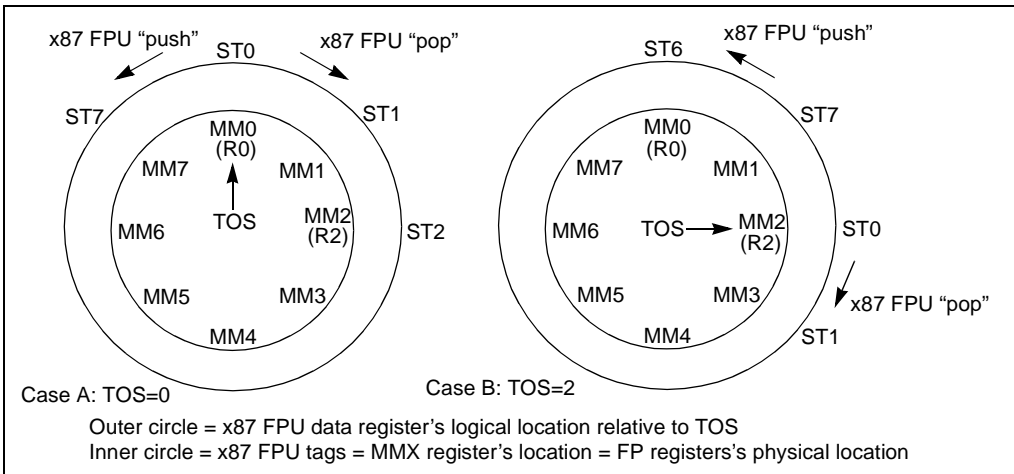 x87 FPU “push”
x87 FPU “pop”
ST0
ST7
ST1
MM0
(R0)
MM7
MM1
TOS
MM2
(R2)
ST2
MM6
MM5
MM3
MM4
Case A: TOS=0
x87 FPU “push”
ST6
ST7
MM0
(R0)
MM7
MM1
TOS
MM2
(R2)
ST0
MM6
x87 FPU “pop”
MM5
MM3
MM4
ST1
Case B: TOS=2
Outer circle = x87 FPU data register’s logical location relative to TOS
Inner circle = x87 FPU tags = MMX register’s location = FP registers’s physical location